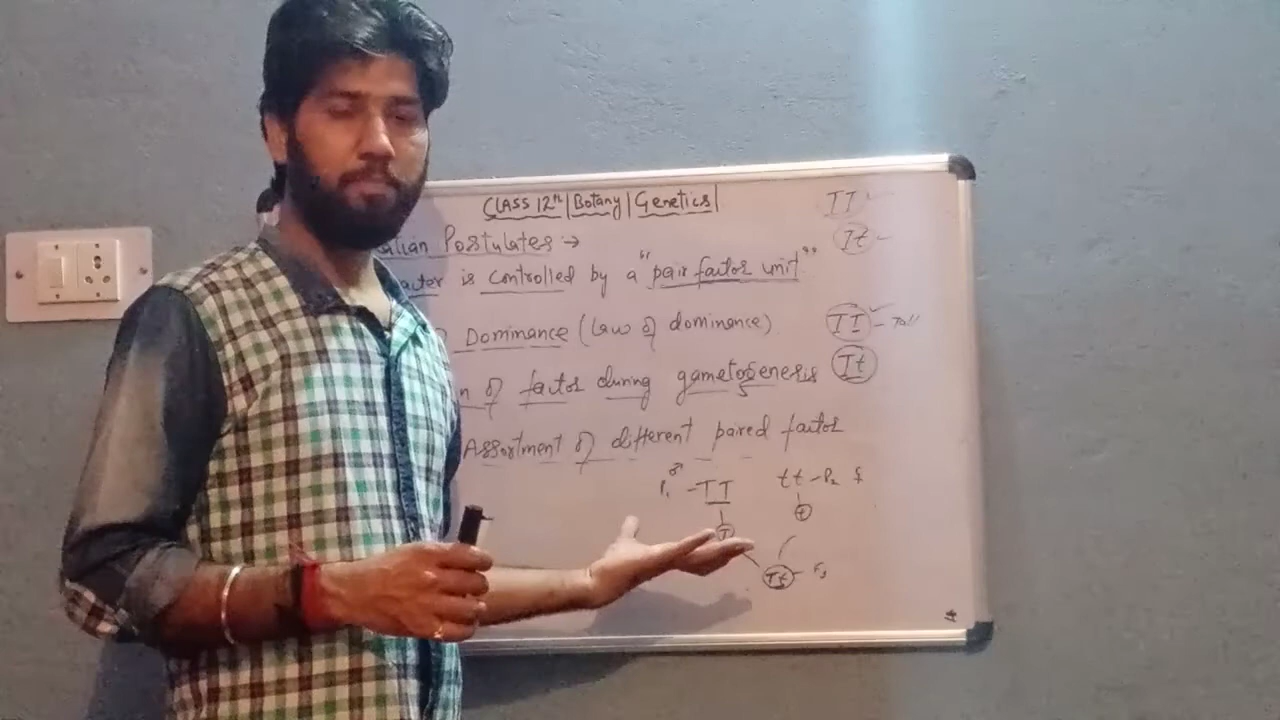 CLASS 12th | Botany | Genetics |
TT
Tt
lian Postulates →
acter is controlled by a "pair factor unit"
Dominance (law of dominance)
TT - Tall
n of factor during gametogenesis
Tt
Assortment of different paired factor
P1 - TT ♂
tt - P2
T
t
Tt - F1